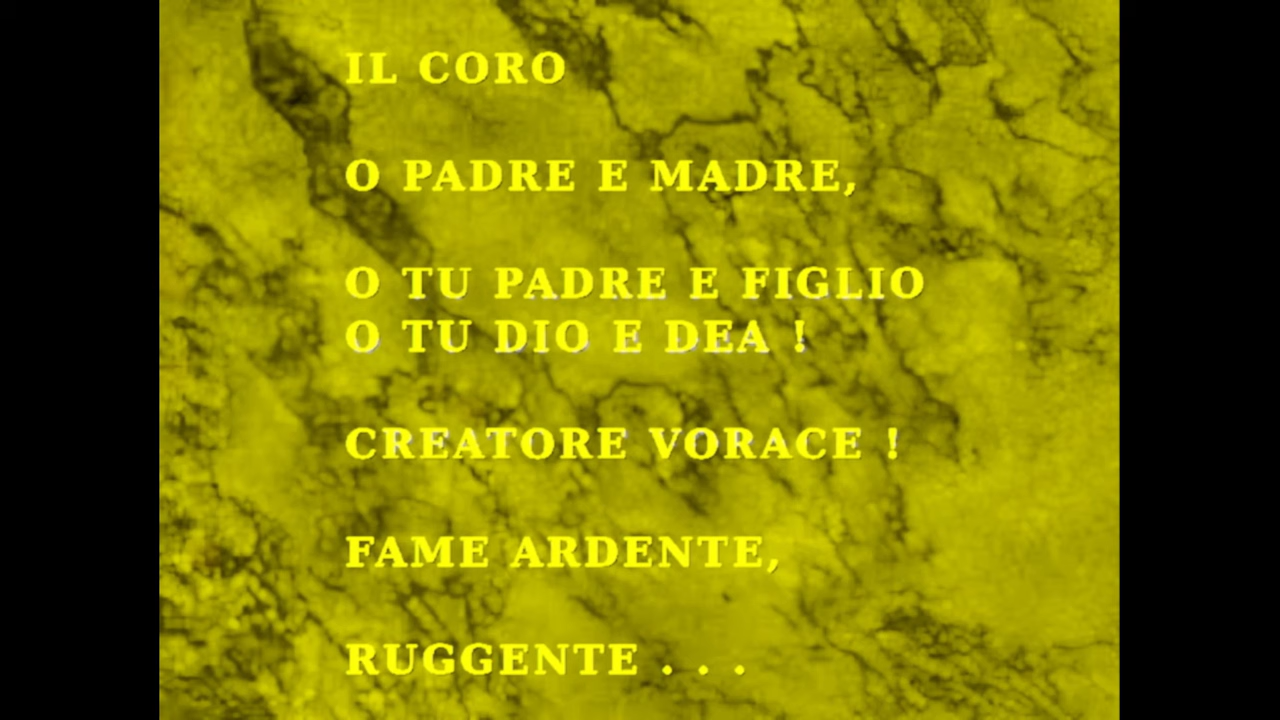 IL CORO
O PADRE E MADRE,
O TU PADRE E FIGLIO
O TU DIO E DEA !
CREATORE VORACE !
FAME ARDENTE,
RUGGENTE . . .